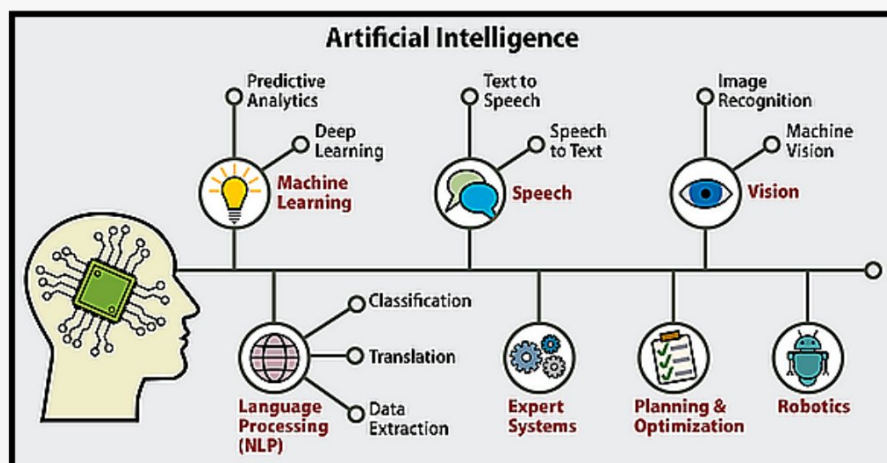 Artificial Intelligence
Predictive
Analytics
Deep
Learning
Machine
Learning
Text to
Speech
Speech
to Text
Speech
Image
Recognition
Machine
Vision
Vision
Classification
Translation
Data
Extraction
Language
Processing
(NLP)
Expert
Systems
Planning &
Optimization
Robotics